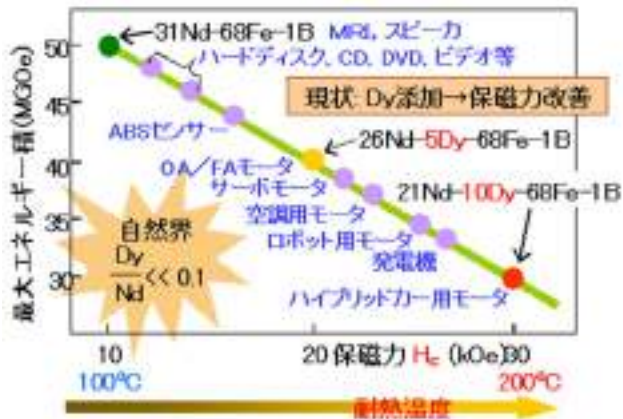 31Nd-68Fe-1B MRI, スピーカ
ハードディスク, CD, DVD, ビデオ等
現状: Dy添加→保磁力改善
26Nd-5Dy-68Fe-1B
ABSセンサー
OA/FAモータ
サーボモータ
21Nd-10Dy-68Fe-1B
空調用モータ
ロボット用モータ
発電機
ハイブリッドカー用モータ
自然界
Dy
Nd
<< 0.1
最大エネルギー積(MGOe)
50
45
40
35
30
10
20
保磁力 Hc (kOe)
30
100℃
200℃
耐熱温度